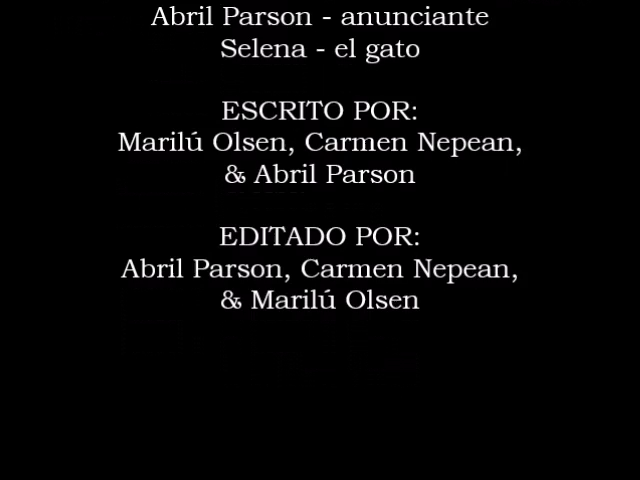 Abril Parson - anunciante
Selena - el gato
ESCRITO POR:
Marilú Olsen, Carmen Nepean,
& Abril Parson
EDITADO POR:
Abril Parson, Carmen Nepean,
& Marilú Olsen